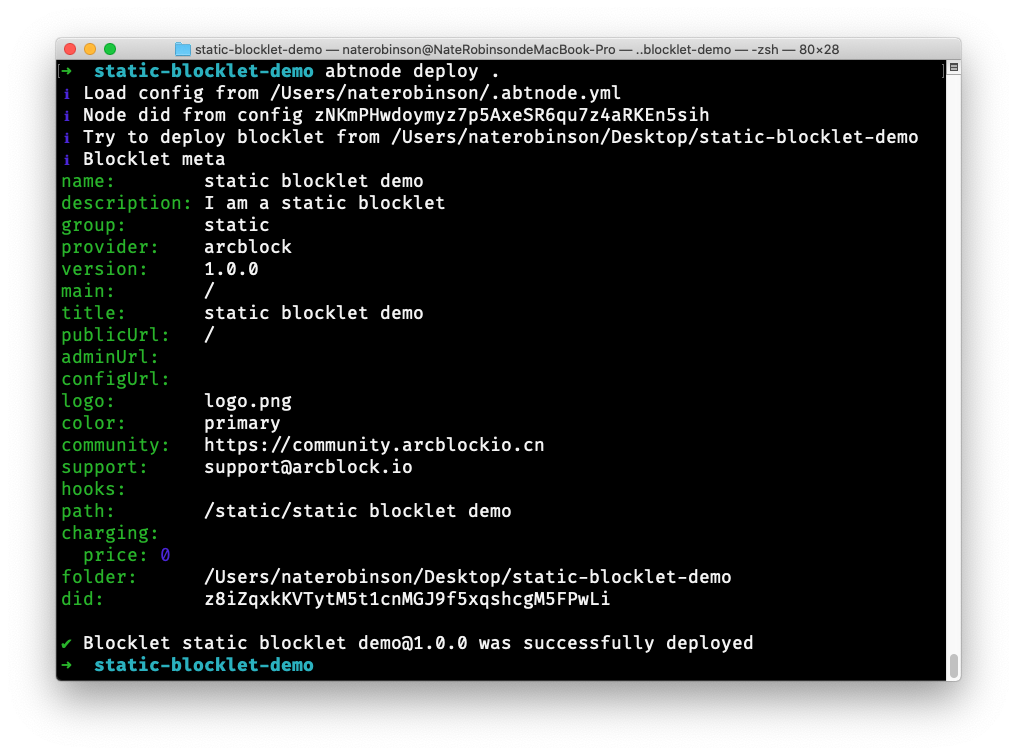 static-blocklet-demo — naterobinson@NateRobinsondeMacBook-Pro — ..blocklet-demo — -zsh — 80×28
[➜  static-blocklet-demo abtnode deploy . ]
ℹ Load config from /Users/naterobinson/.abtnode.yml
ℹ Node did from config zNKmPHwdoymyz7p5AxeSR6qu7z4aRKEn5sih
ℹ Try to deploy blocklet from /Users/naterobinson/Desktop/static-blocklet-demo
ℹ Blocklet meta
name:        static blocklet demo
description: I am a static blocklet
group:       static
provider:    arcblock
version:     1.0.0
main:        /
title:       static blocklet demo
publicUrl:   /
adminUrl:
configUrl:
logo:        logo.png
color:       primary
community:   https://community.arcblockio.cn
support:     support@arcblock.io
hooks:
path:        /static/static blocklet demo
charging:
  price: 0
folder:      /Users/naterobinson/Desktop/static-blocklet-demo
did:         z8iZqxkKVTytM5t1cnMGJ9f5xqshcgM5FPwLi
✔ Blocklet static blocklet demo@1.0.0 was successfully deployed
➜  static-blocklet-demo